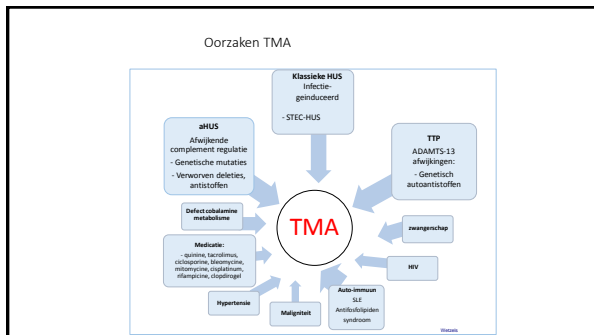 Oorzaken TMA
Klassieke HUS
Infectie-
geïnduceerd
- STEC-HUS
aHUS
Afwijkende
complement regulatie
- Genetische mutaties
- Verworven deleties,
antistoffen
TTP
ADAMTS-13
afwijkingen:
- Genetisch
autoantistoffen
TMA
Defect cobalamine
metabolisme
zwangerschap
Medicatie:
- quinine, tacrolimus,
ciclosporine, bleomycine,
mitomycine, cisplatinum,
rifampicine, clopdirogel
HIV
Hypertensie
Maligniteit
Auto-immuun
SLE
Antifosfolipiden
syndroom
Wetzels